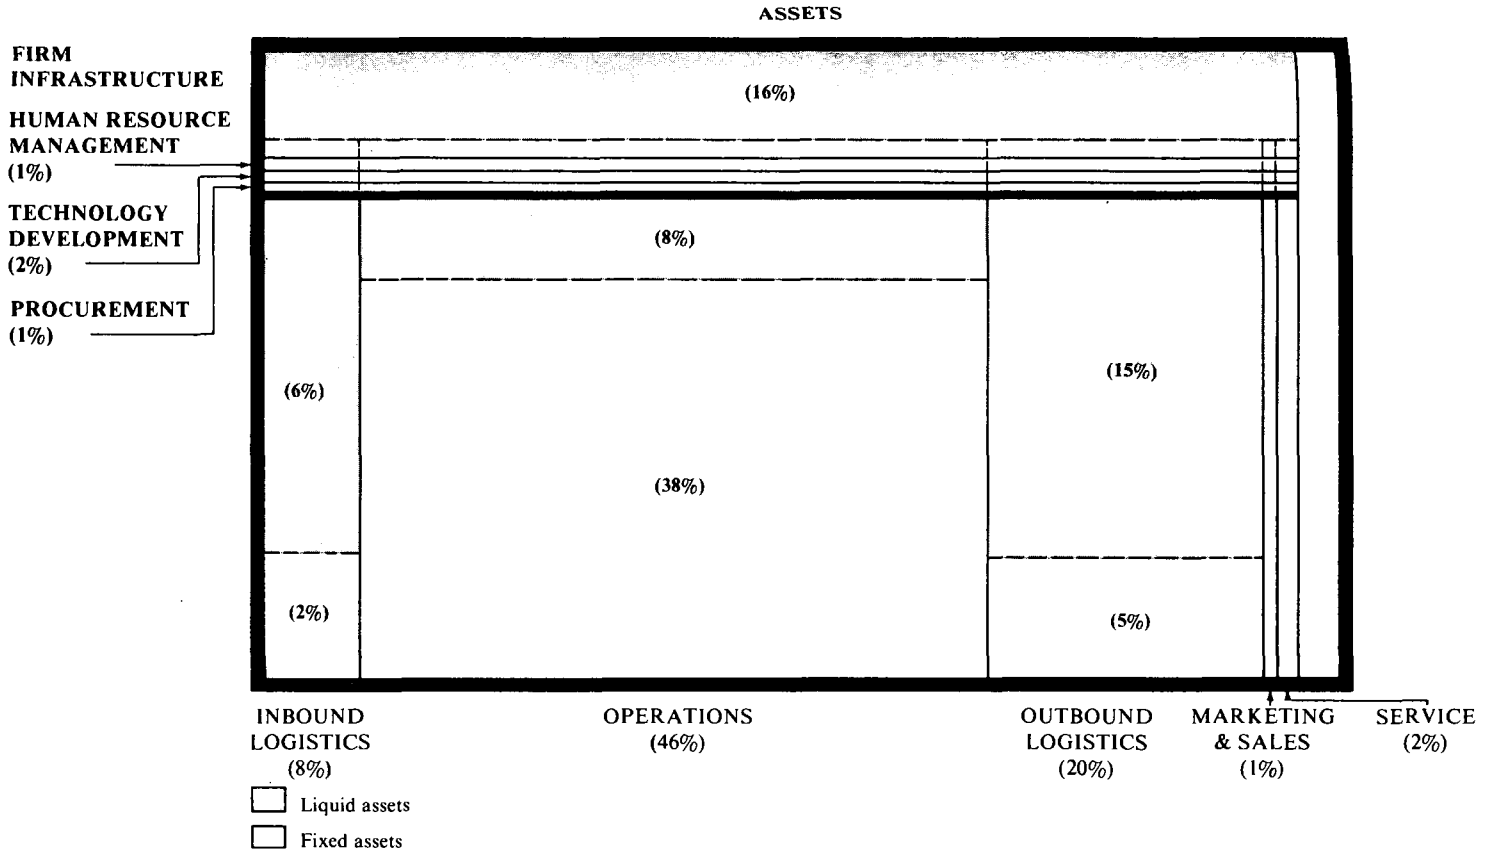 ASSETS
FIRM
INFRASTRUCTURE
(16%)
HUMAN RESOURCE
MANAGEMENT
(1%)
TECHNOLOGY
DEVELOPMENT
(2%)
PROCUREMENT
(1%)
(8%)
(6%)
(15%)
(38%)
(2%)
(5%)
INBOUND
LOGISTICS
(8%)
OPERATIONS
(46%)
OUTBOUND
LOGISTICS
(20%)
MARKETING
& SALES
(1%)
SERVICE
(2%)
Liquid assets
Fixed assets